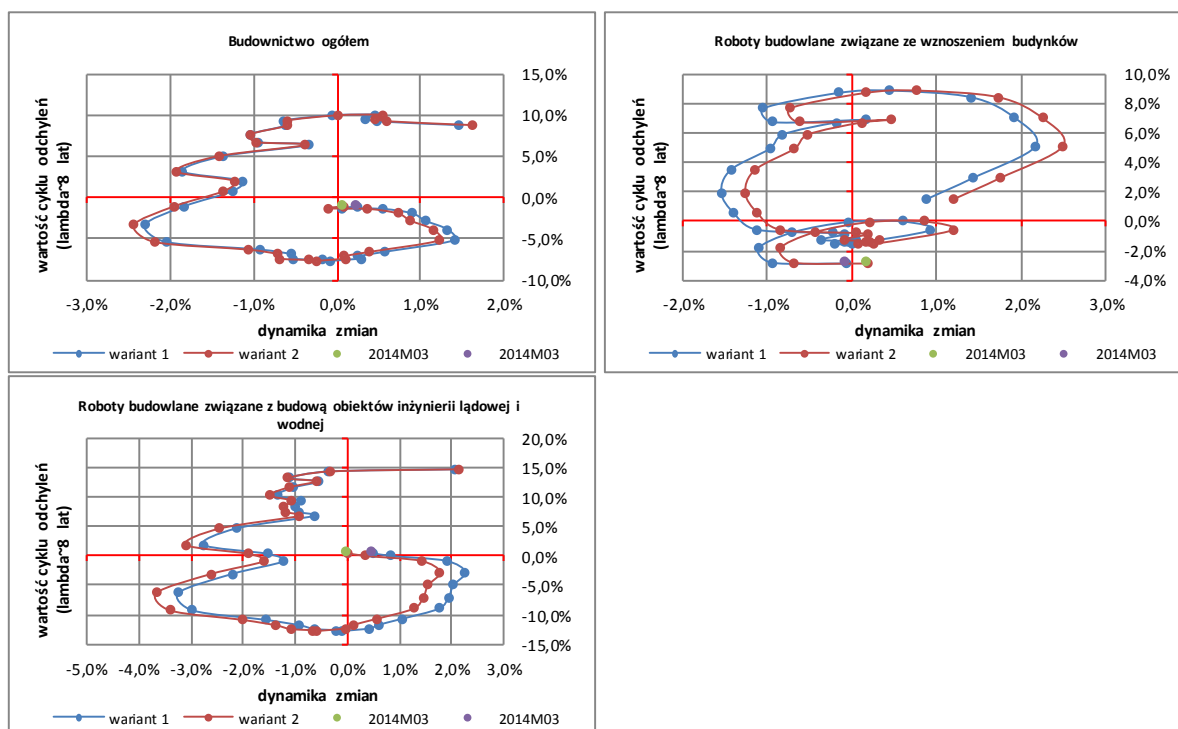 Budownictwo ogółem
15,0%
10,0%
5,0%
0,0%
-5,0%
-10,0%
wartość cyklu odchyleń
(lambda~8 lat)
-3,0%
-2,0%
-1,0%
0,0%
1,0%
2,0%
dynamika zmian
wariant 1
wariant 2
2014M03
2014M03
Roboty budowlane związane ze wznoszeniem budynków
10,0%
8,0%
6,0%
4,0%
2,0%
0,0%
-2,0%
-4,0%
wartość cyklu odchyleń
(lambda~8 lat)
-2,0%
-1,0%
0,0%
1,0%
2,0%
3,0%
dynamika zmian
wariant 1
wariant 2
2014M03
2014M03
Roboty budowlane związane z budową obiektów inżynierii lądowej i
wodnej
20,0%
15,0%
10,0%
5,0%
0,0%
-5,0%
-10,0%
-15,0%
wartość cyklu odchyleń
(lambda~8 lat)
-5,0%
-4,0%
-3,0%
-2,0%
-1,0%
0,0%
1,0%
2,0%
3,0%
dynamika zmian
wariant 1
wariant 2
2014M03
2014M03